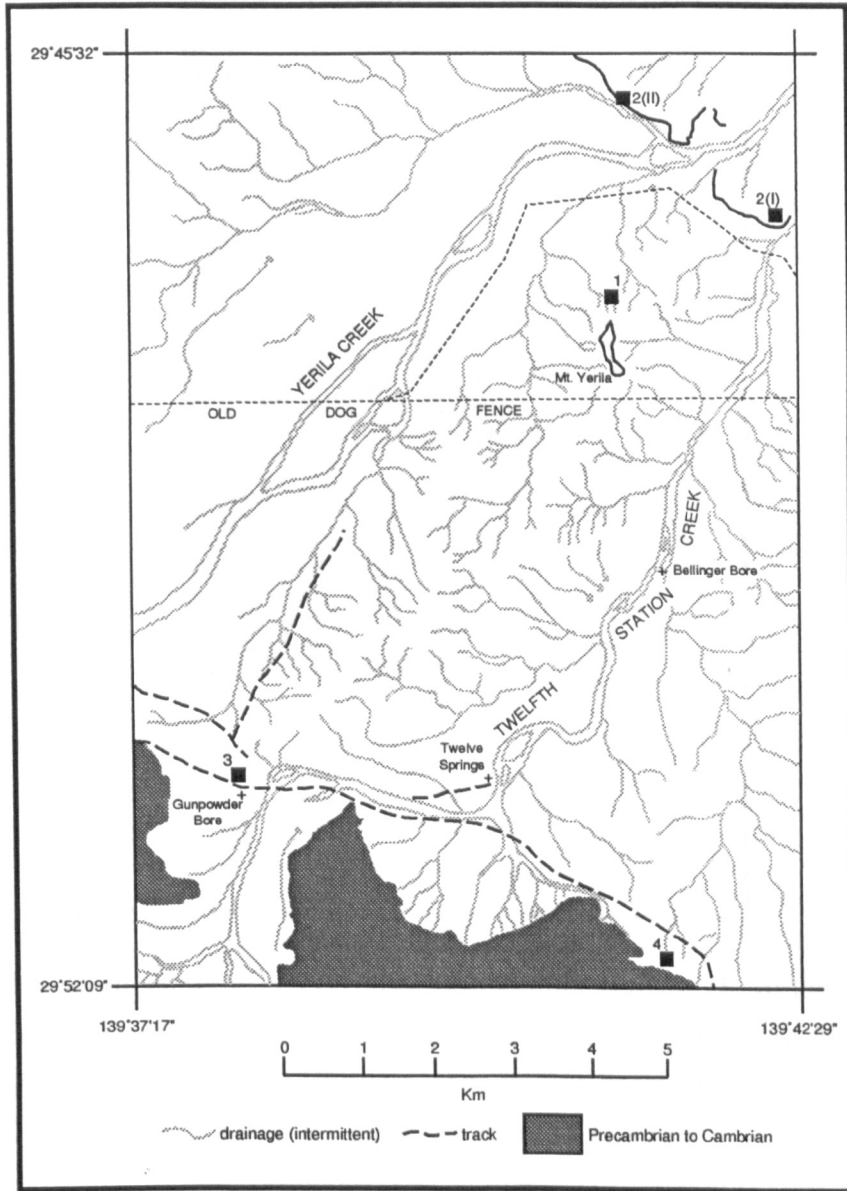 29°45'32"
2(II)
2(I)
1
YERILA CREEK
Mt. Yerila
OLD DOG FENCE
CREEK
Bellinger Bore
STATION
TWELFTH
Twelve
Springs
3
Gunpowder
Bore
4
29°52'09"
139°37'17"
139°42'29"
0 1 2 3 4 5
Km
drainage (intermittent) track Precambrian to Cambrian